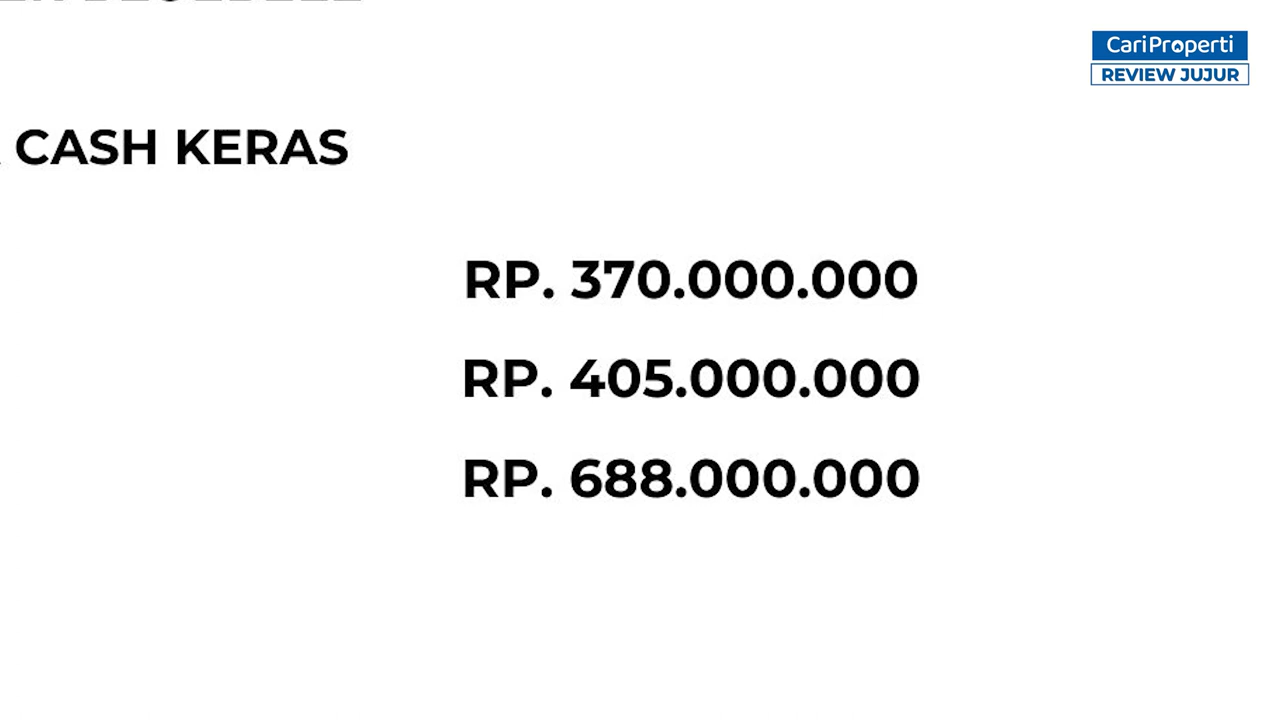 CariProperti
REVIEW JUJUR
CASH KERAS
RP. 370.000.000
RP. 405.000.000
RP. 688.000.000